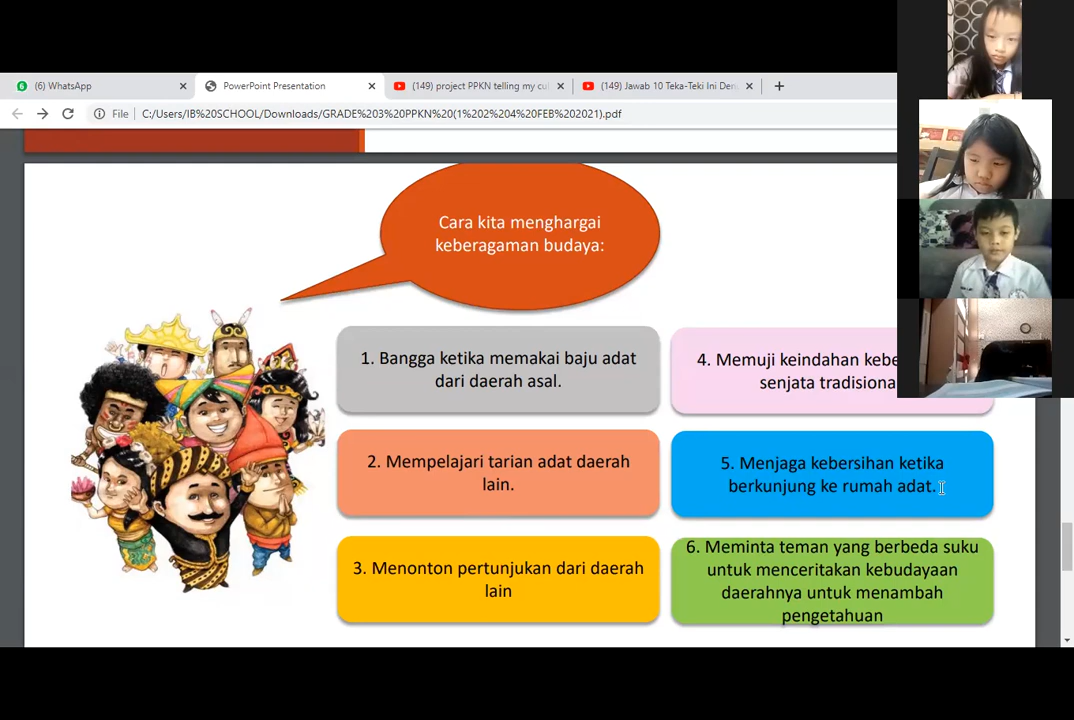 (6) WhatsApp
PowerPoint Presentation
(149) project PPKN telling my cu
(149) Jawab 10 Teka-Teki Ini Den
File
C:/Users/IB%20SCHOOL/Downloads/GRADE%203%20PPKN%20(1%202%204%20FEB%202021).pdf
Cara kita menghargai
keberagaman budaya:
1. Bangga ketika memakai baju adat
dari daerah asal.
2. Mempelajari tarian adat daerah
lain.
3. Menonton pertunjukan dari daerah
lain
4. Memuji keindahan kebe
senjata tradisiona
5. Menjaga kebersihan ketika
berkunjung ke rumah adat.
6. Meminta teman yang berbeda suku
untuk menceritakan kebudayaan
daerahnya untuk menambah
pengetahuan